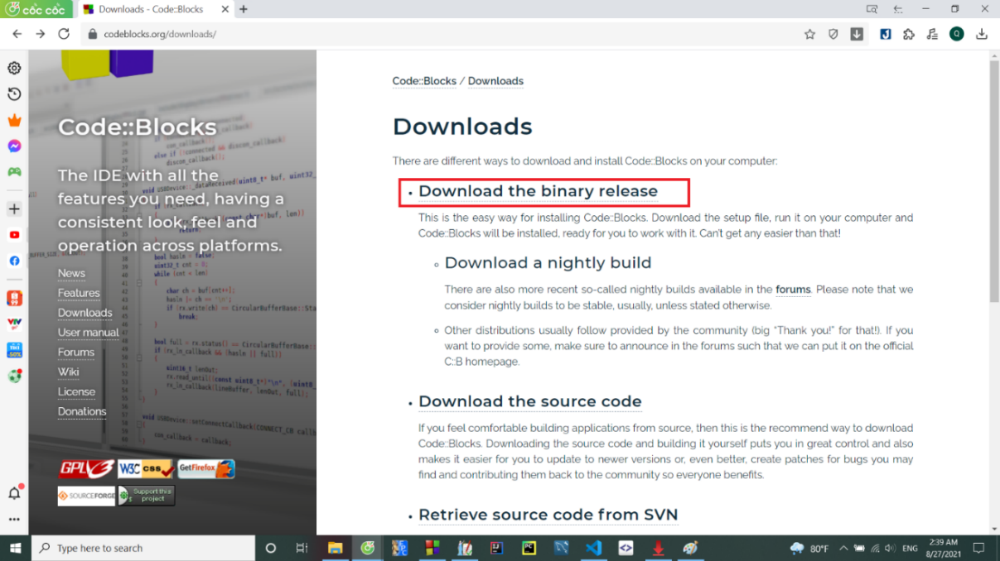 cốc cốc
Downloads - Code::Blocks
codeblocks.org/downloads/
Q
Code::Blocks
The IDE with all the
features you need, having a
consistent look, feel and
operation across platforms.
News
Features
Downloads
User manual
Forums
Wiki
License
Donations
GPLv3
W3C css
Get Firefox
SOURCEFORGE
Support this
project
Code::Blocks / Downloads
Downloads
There are different ways to download and install Code::Blocks on your computer:
Download the binary release
This is the easy way for installing Code::Blocks. Download the setup file, run it on your computer and
Code::Blocks will be installed, ready for you to work with it. Can't get any easier than that!
Download a nightly build
There are also more recent so-called nightly builds available in the forums. Please note that we
consider nightly builds to be stable, usually, unless stated otherwise.
Other distributions usually follow provided by the community (big “Thank you!” for that!). If you
want to provide some, make sure to announce in the forums such that we can put it on the official
C::B homepage.
Download the source code
If you feel comfortable building applications from source, then this is the recommend way to download
Code::Blocks. Downloading the source code and building it yourself puts you in great control and also
makes it easier for you to update to newer versions or, even better, create patches for bugs you may
find and contributing them back to the community so everyone benefits.
Retrieve source code from SVN
Type here to search
80°F
ENG
2:39 AM
8/27/2021